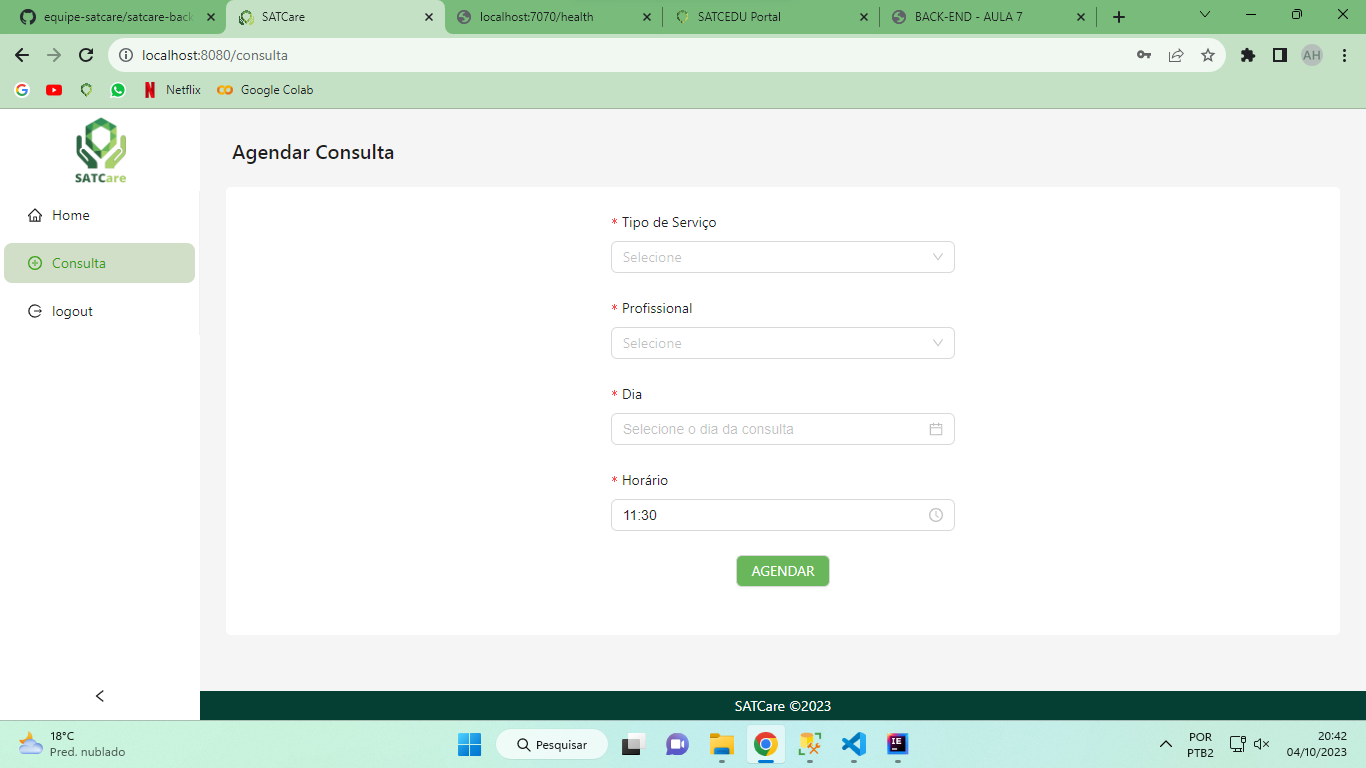 equipe-satcare/satcare-back
SATCare
localhost:7070/health
SATCEDU Portal
BACK-END - AULA 7
localhost:8080/consulta
AH
Netflix
Google Colab
SATCare
Agendar Consulta
Home
Consulta
logout
* Tipo de Serviço
Selecione
* Profissional
Selecione
* Dia
Selecione o dia da consulta
* Horário
11:30
AGENDAR
SATCare ©2023
18°C
Pred. nublado
Pesquisar
POR
PTB2
20:42
04/10/2023